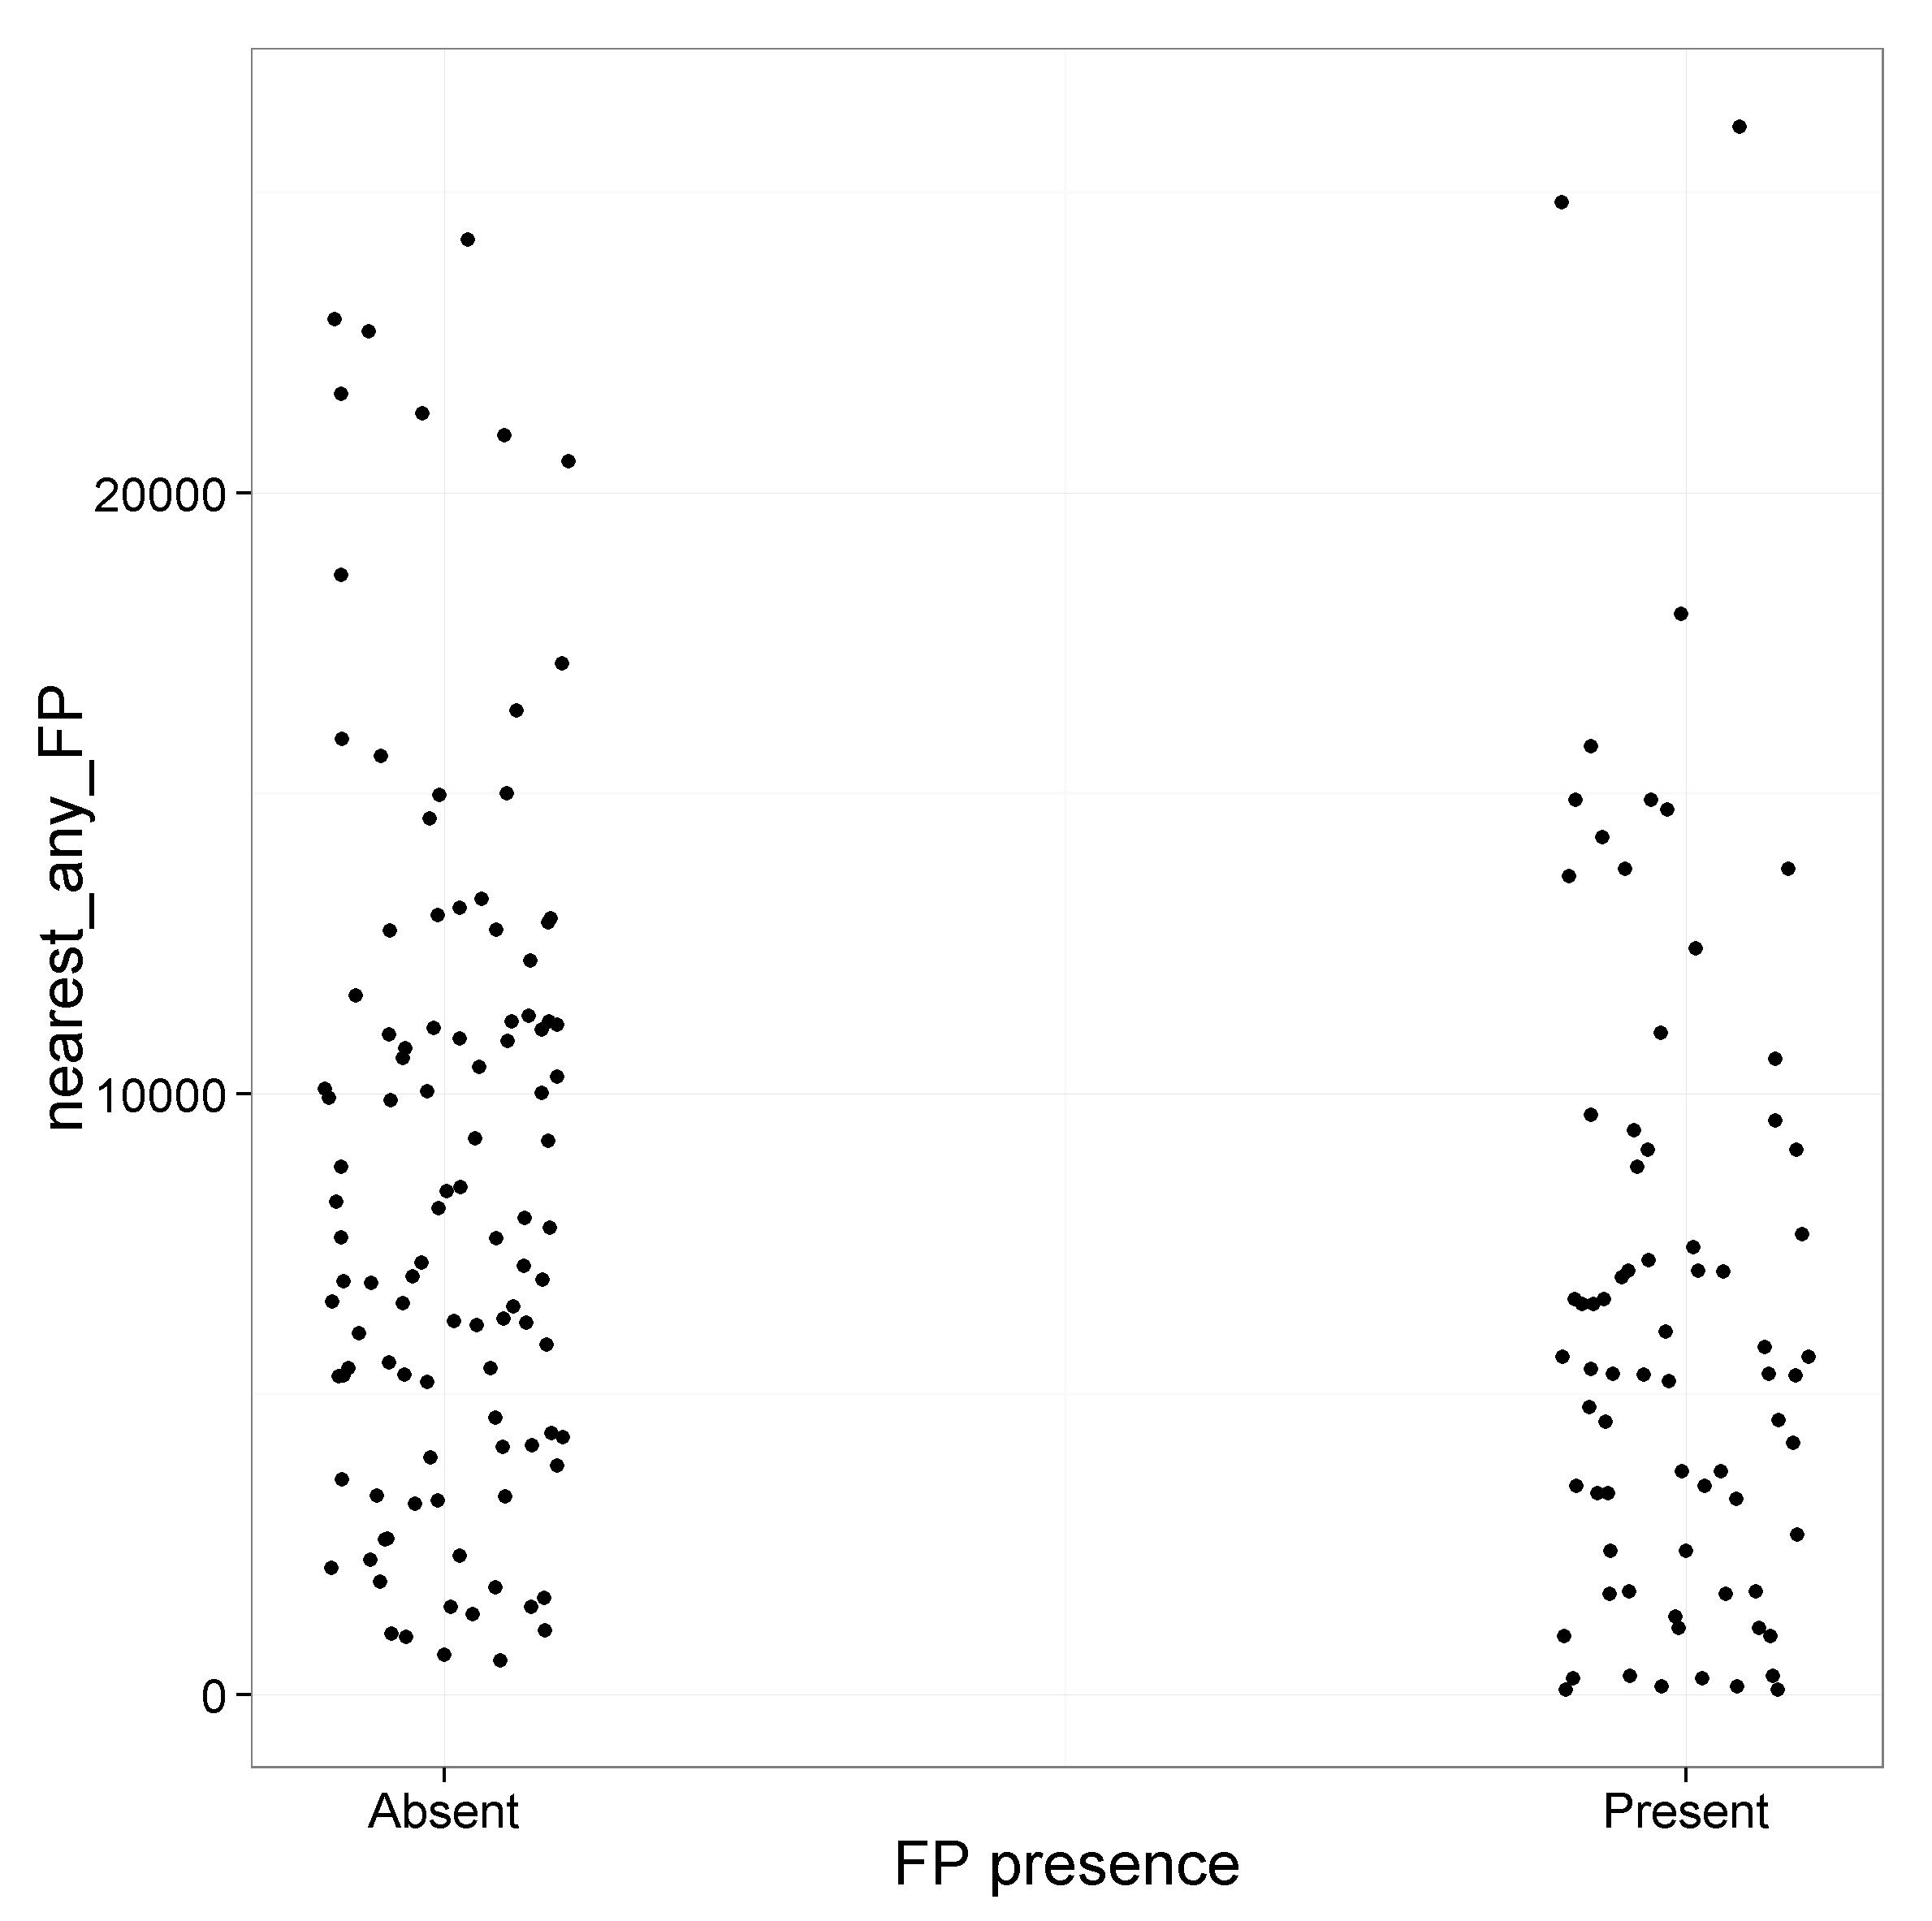 nearest_any_FP
20000
10000
0
Absent
Present
FP presence